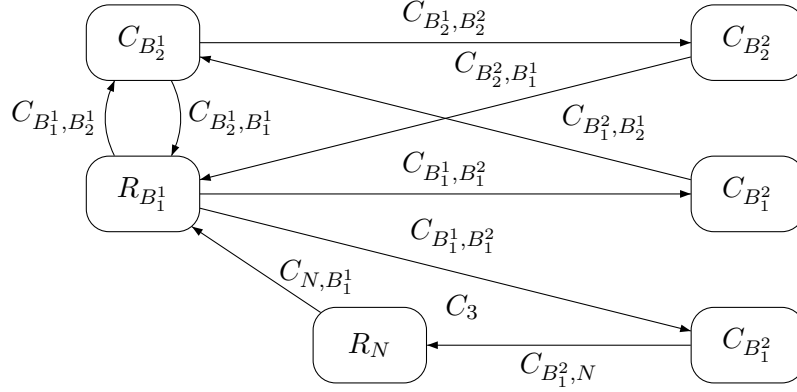 $C_{B_2^1,B_2^2}$
$C_{B_2^1}$ $C_{B_2^2}$
$C_{B_2^2,B_1^1}$
$C_{B_1^1,B_2^1}$ $C_{B_2^1,B_1^1}$ $C_{B_1^2,B_2^1}$
$C_{B_1^1,B_1^2}$
$R_{B_1^1}$ $C_{B_1^2}$
$C_{B_1^1,B_1^2}$
$C_{N,B_1^1}$
$C_3$
$R_N$ $C_{B_1^2}$
$C_{B_1^2,N}$